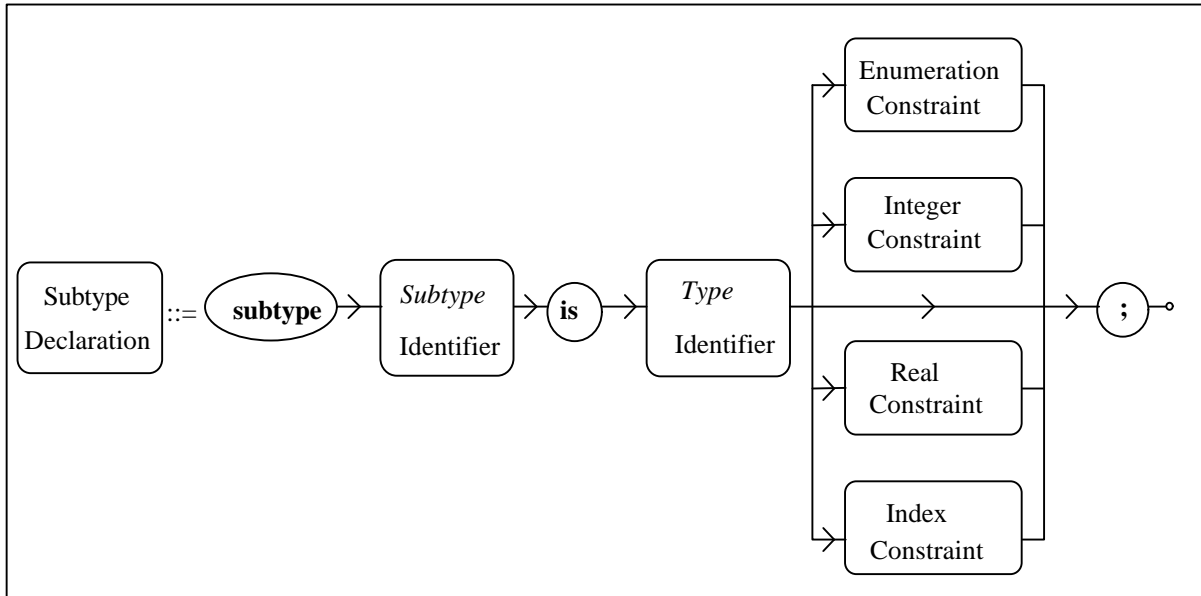 Subtype
Declaration
::=
subtype
Subtype
Identifier
is
Type
Identifier
Enumeration
Constraint
Integer
Constraint
Real
Constraint
Index
Constraint
;